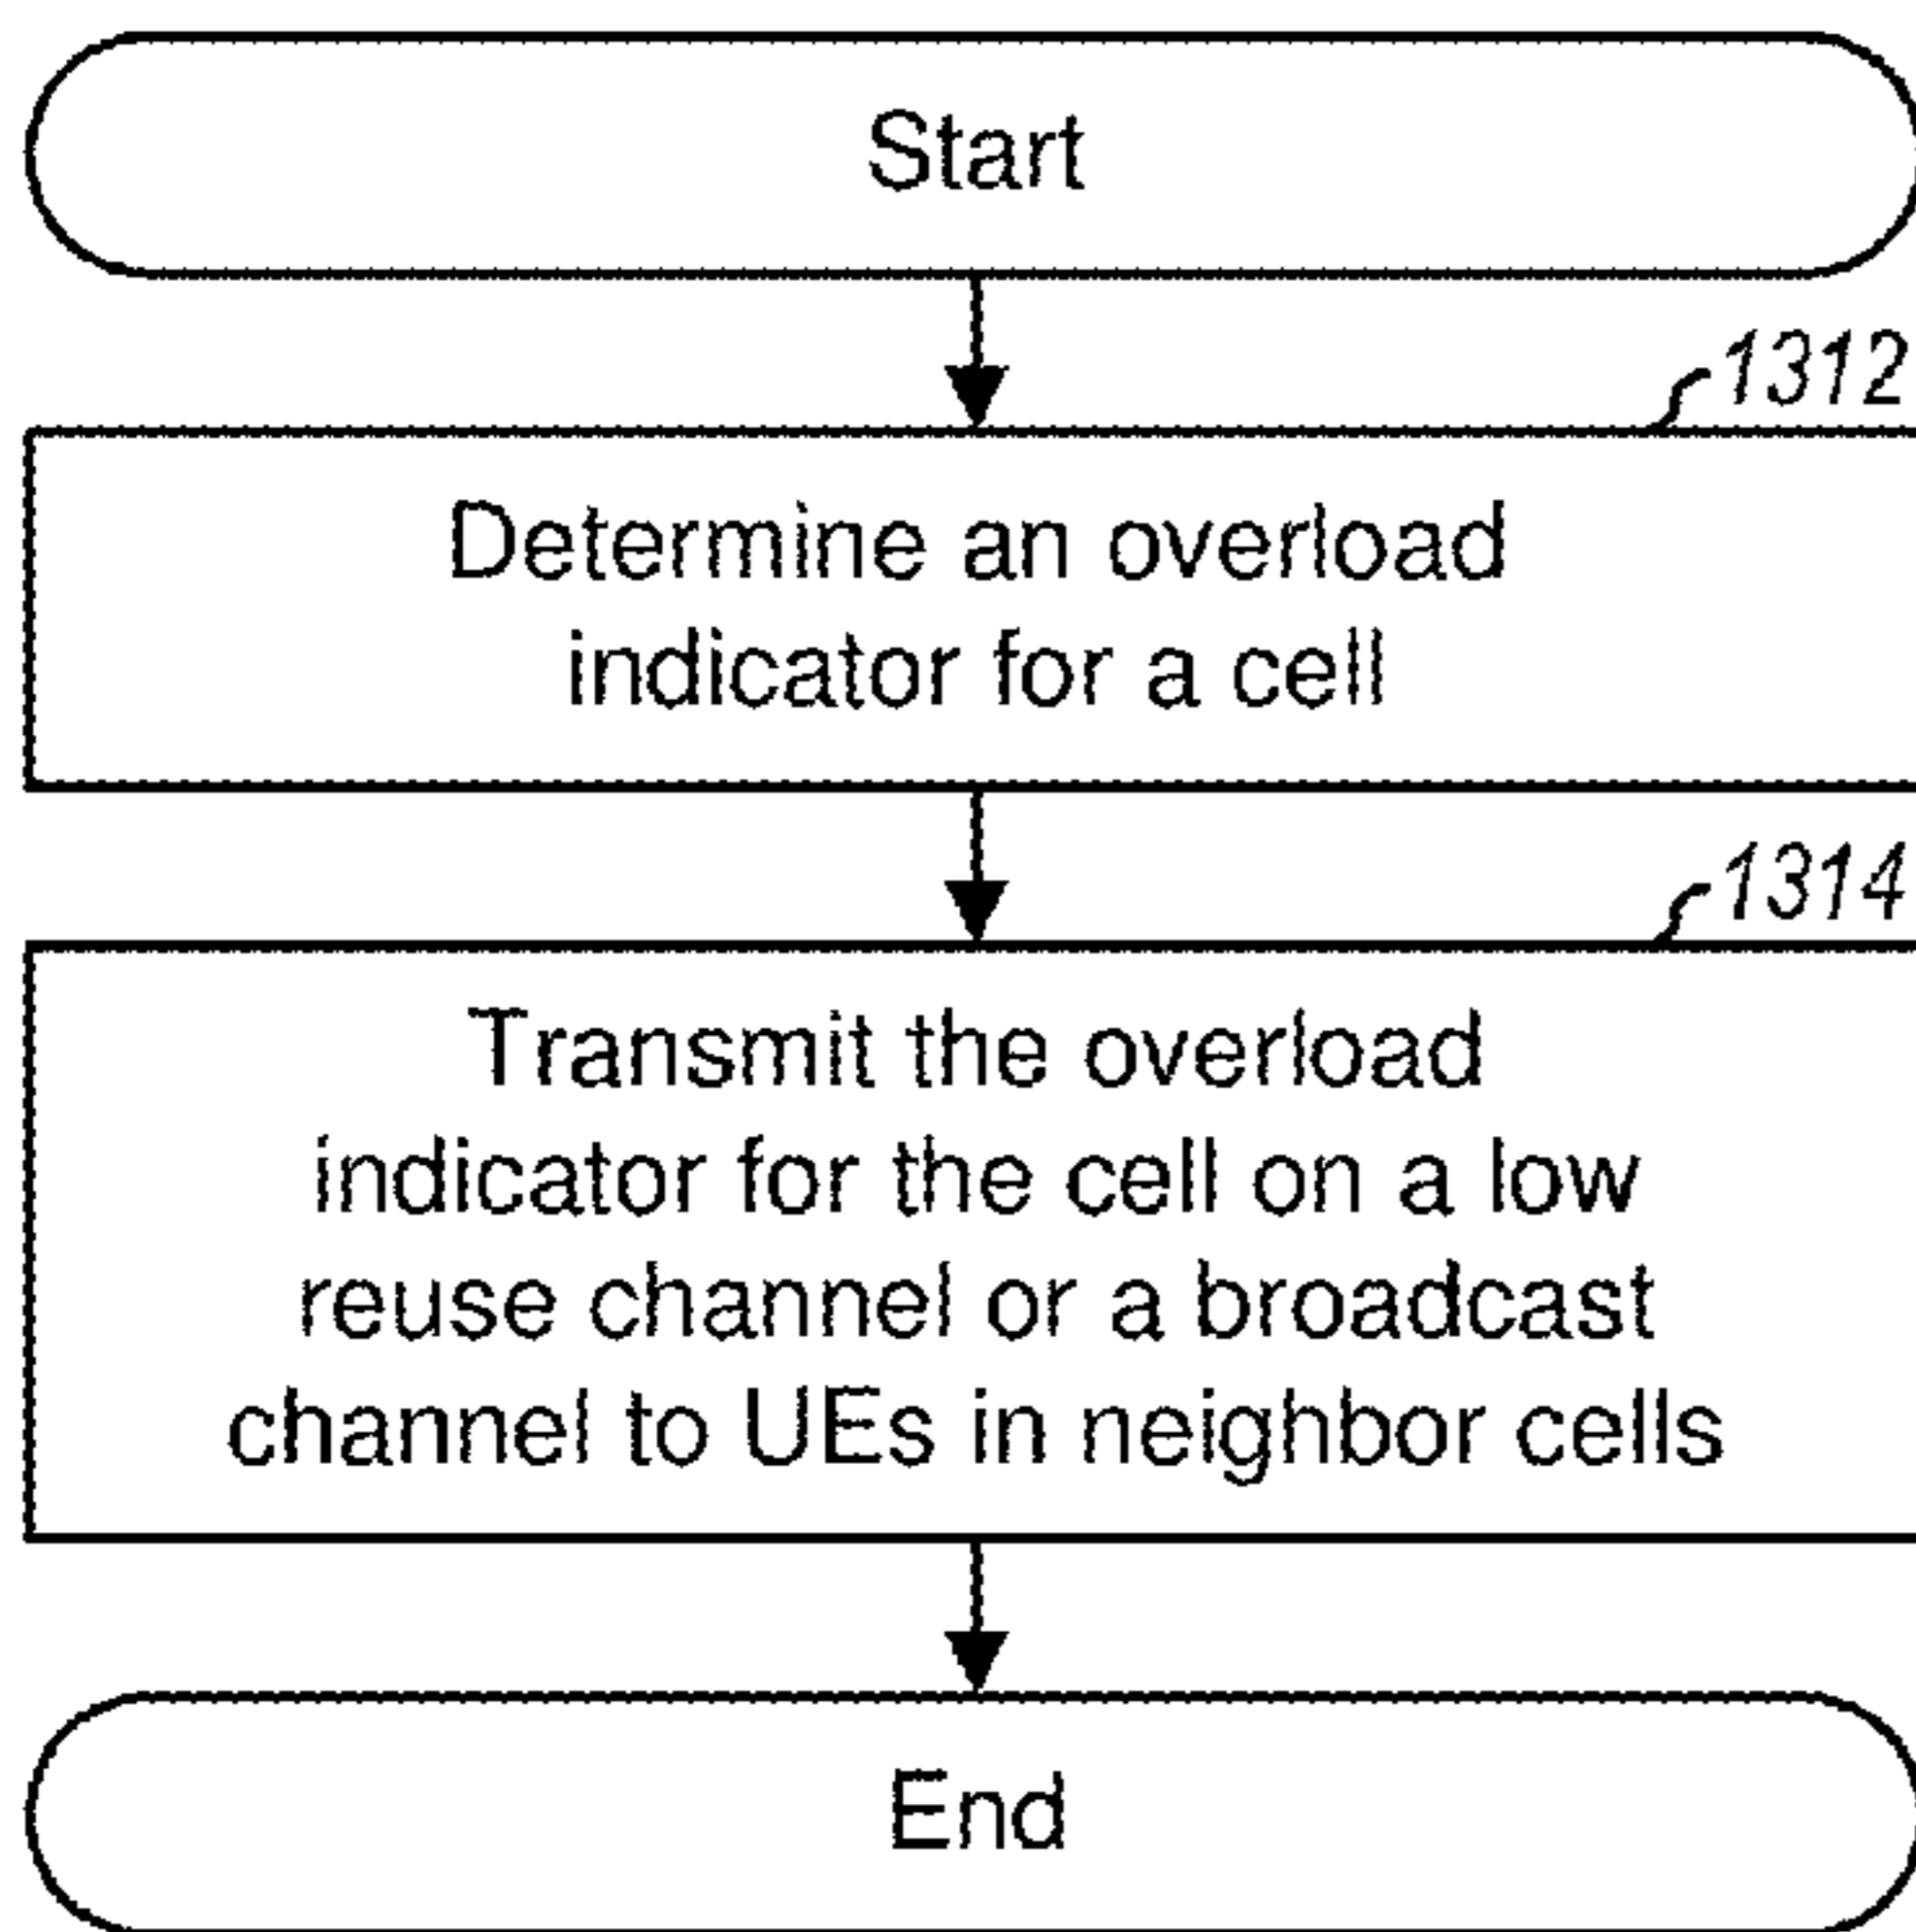 Start
1312
Determine an overload
indicator for a cell
1314
Transmit the overload
indicator for the cell on a low
reuse channel or a broadcast
channel to UEs in neighbor cells
End